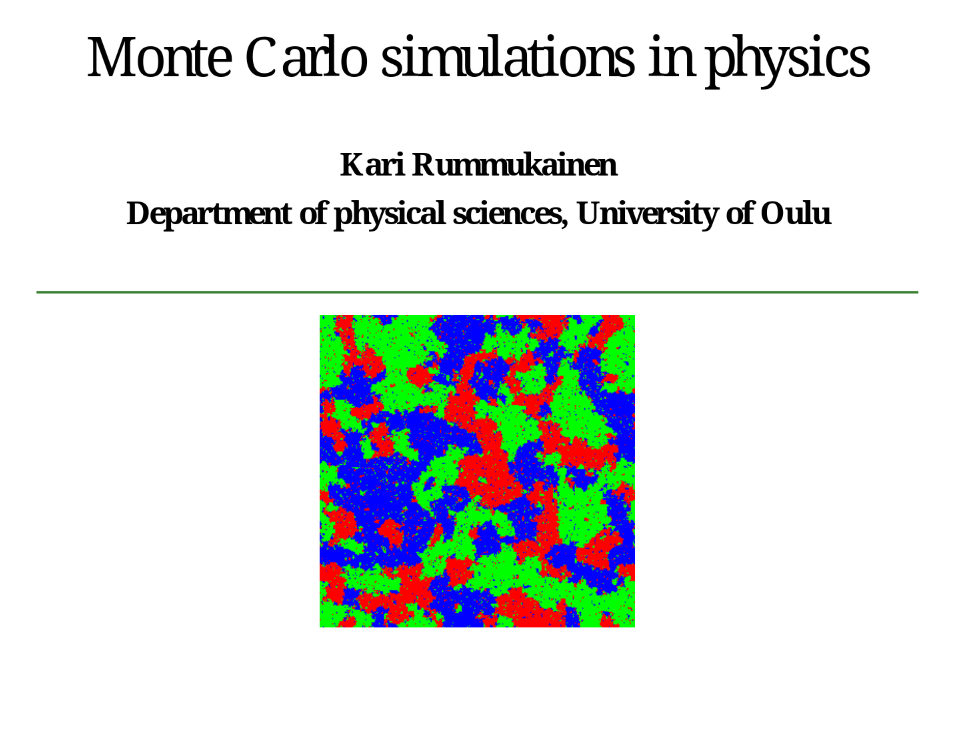 Monte Carlo simulations in physics
Kari Rummukainen
Department of physical sciences, University of Oulu